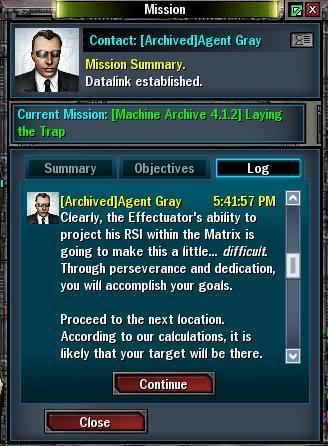 Mission
Contact: [Archived]Agent Gray
Mission Summary.
Datalink established.
Current Mission: [Machine Archive 4.1.2] Laying
the Trap
Summary
Objectives
Log
[Archived]Agent Gray 5:41:57 PM
Clearly, the Effectuator's ability to
project his RSI within the Matrix is
going to make this a little... difficult.
Through perseverance and dedication,
you will accomplish your goals.
Proceed to the next location.
According to our calculations, it is
likely that your target will be there.
Continue
Close